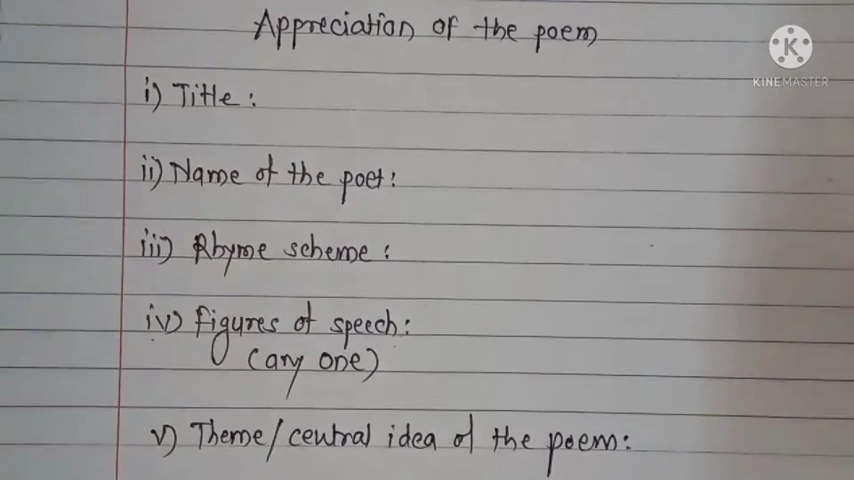 Appreciation of the poem
K
KINEMASTER
i) Title:
ii) Name of the poet:
iii) Rhyme scheme:
iv) Figures of speech:
(any one)
v) Theme/central idea of the poem: